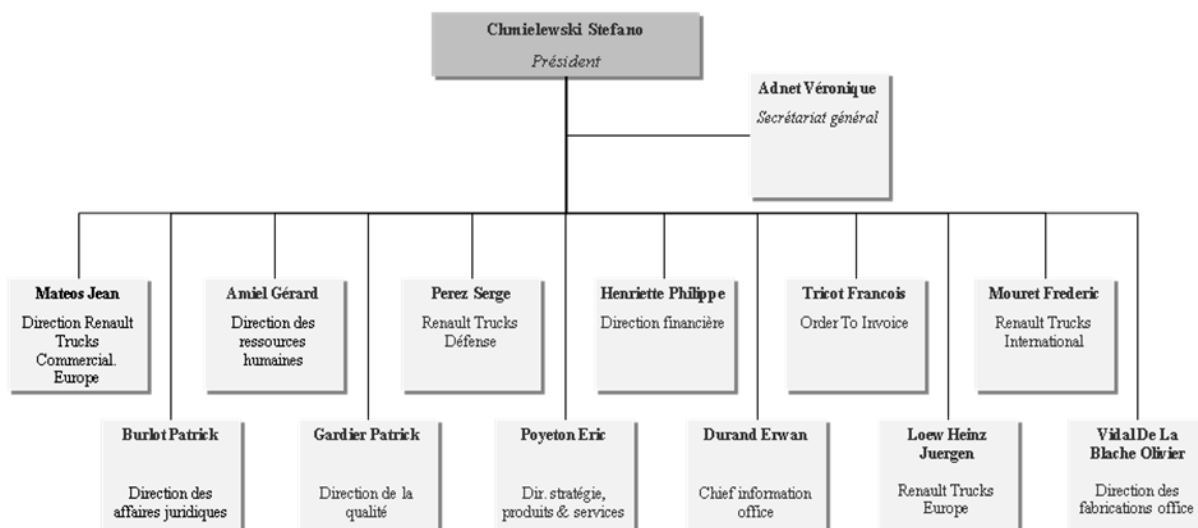 Chmielewski Stefano
Président
Adnet Véronique
Secrétariat général
Mateos Jean
Direction Renault
Trucks
Commercial.
Europe
Amiel Gérard
Direction des
ressources
humaines
Perez Serge
Renault Trucks
Défense
Henriette Philippe
Direction financière
Tricot Francois
Order To Invoice
Mouret Frederic
Renault Trucks
International
Burlot Patrick
Direction des
affaires juridiques
Gardier Patrick
Direction de la
qualité
Poyeton Eric
Dir. stratégie,
produits & services
Durand Erwan
Chief information
office
Loew Heinz
Juergen
Renault Trucks
Europe
Vidal De La
Blache Olivier
Direction des
fabrications office